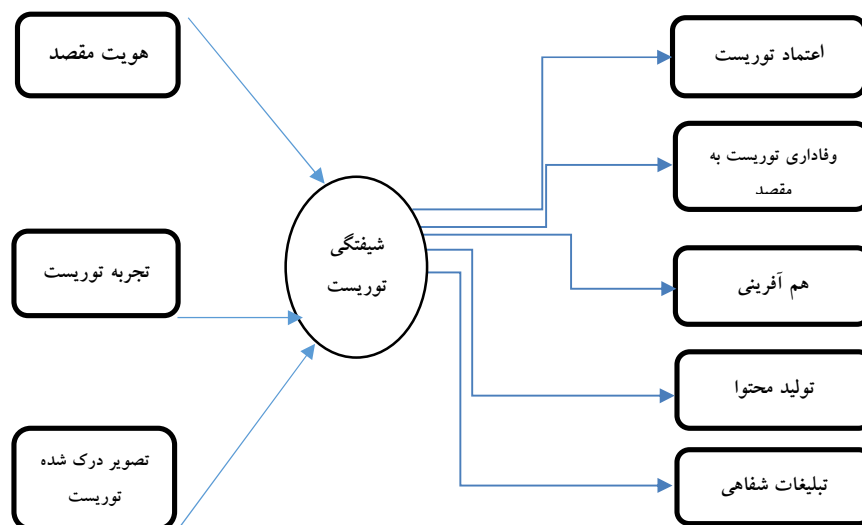 هویت مقصد
تجربه توریست
تصویر درک شده
توریست
شیفتگی
توریست
اعتماد توریست
وفاداری توریست به
مقصد
هم آفرینی
تولید محتوا
تبلیغات شفاهی